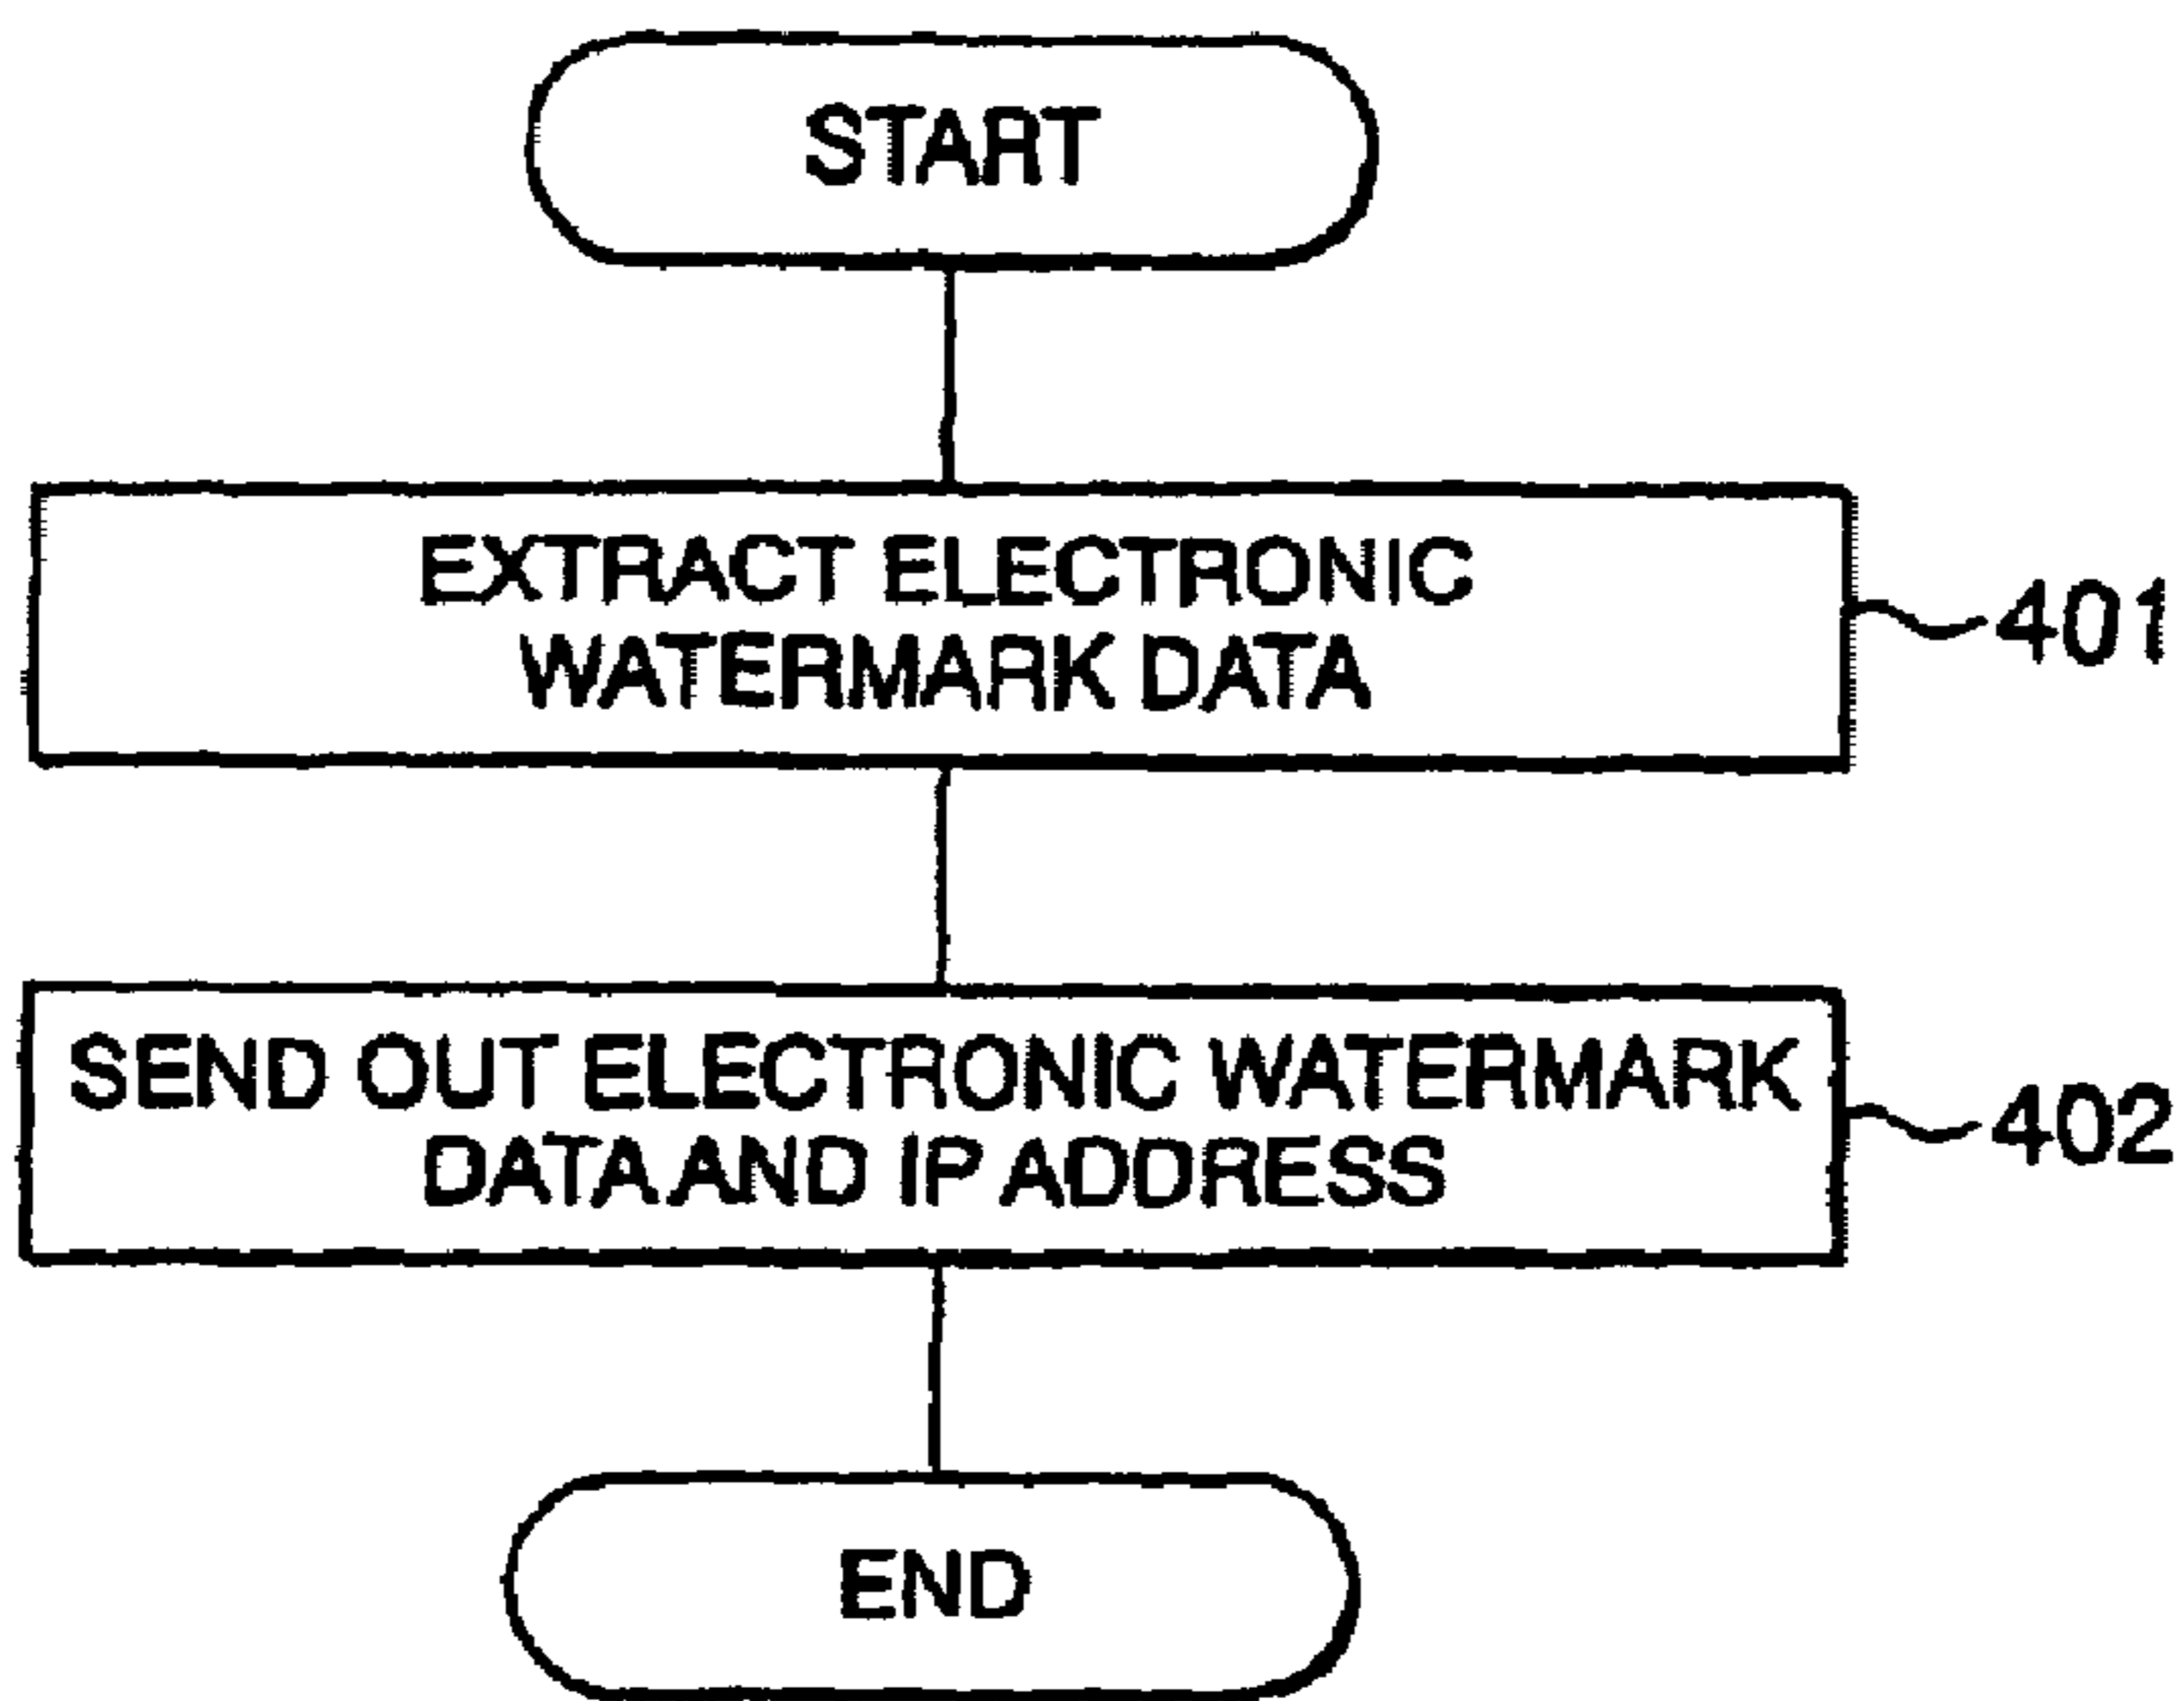 START
EXTRACT ELECTRONIC
WATERMARK DATA
401
SEND OUT ELECTRONIC WATERMARK
DATA AND IP ADDRESS
402
END